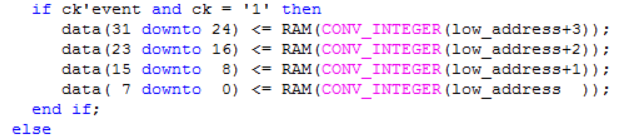 if ck'event and ck = '1' then
data(31 downto 24) <= RAM(CONV_INTEGER(low_address+3));
data(23 downto 16) <= RAM(CONV_INTEGER(low_address+2));
data(15 downto  8) <= RAM(CONV_INTEGER(low_address+1));
data( 7 downto  0) <= RAM(CONV_INTEGER(low_address  ));
end if;
else